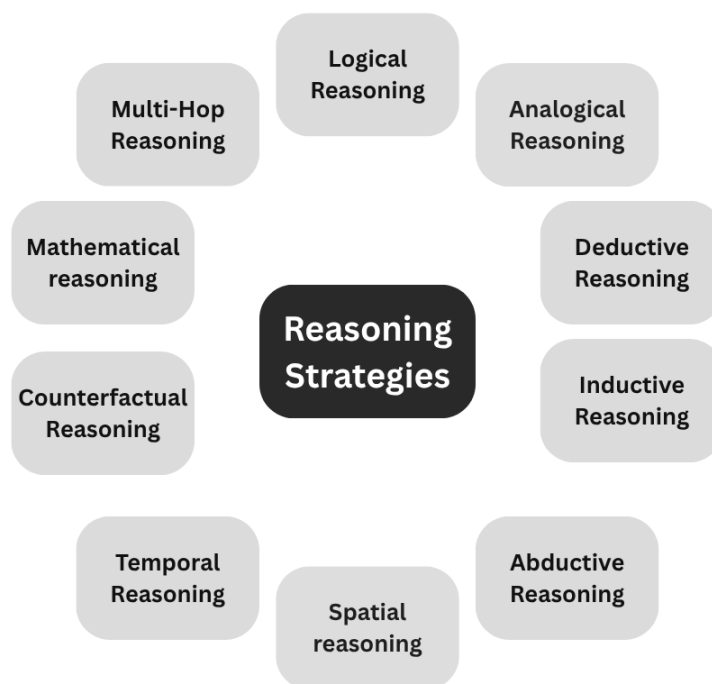 Logical
Reasoning
Multi-Hop
Reasoning
Analogical
Reasoning
Mathematical
reasoning
Deductive
Reasoning
Reasoning
Strategies
Counterfactual
Reasoning
Inductive
Reasoning
Temporal
Reasoning
Abductive
Reasoning
Spatial
reasoning